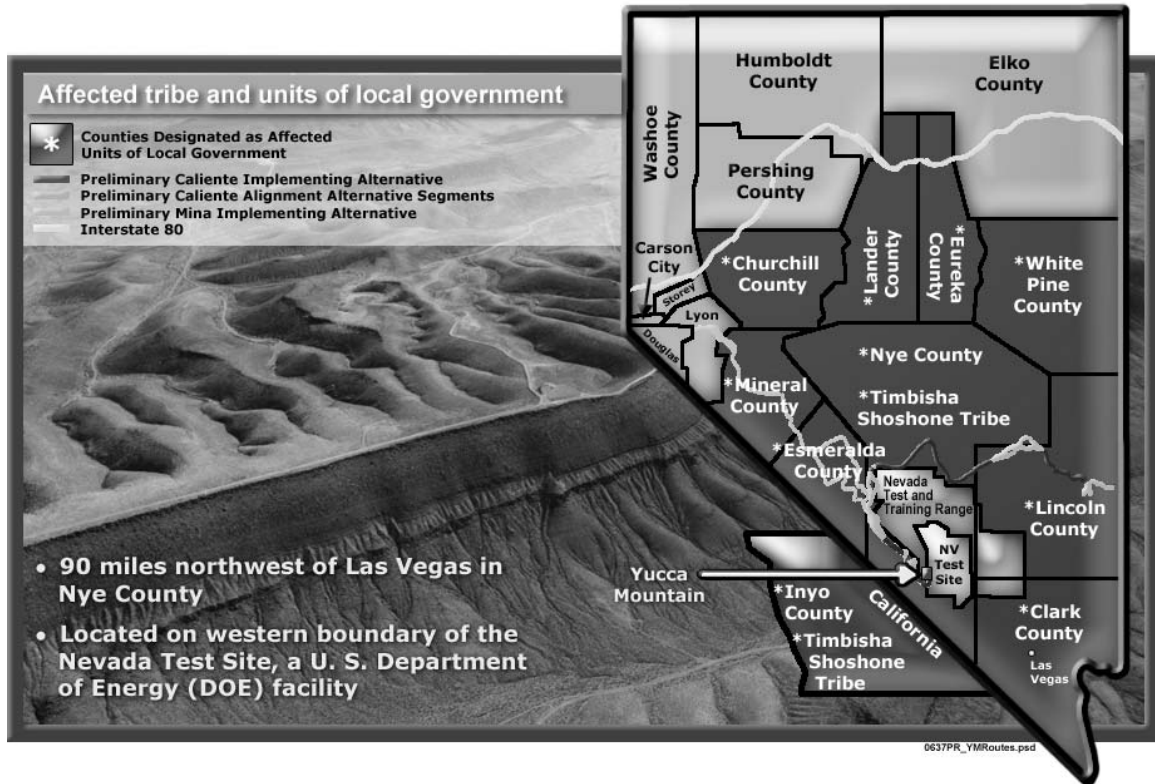 Affected tribe and units of local government
*
Counties Designated as Affected
Units of Local Government
Preliminary Caliente Implementing Alternative
Preliminary Caliente Alignment Alternative Segments
Preliminary Mina Implementing Alternative
Interstate 80
• 90 miles northwest of Las Vegas in
Nye County
• Located on western boundary of the
Nevada Test Site, a U. S. Department
of Energy (DOE) facility
Humboldt
County
Elko
County
Washoe
County
Pershing
County
Carson
City
Storey
Lyon
Douglas
*Churchill
County
*Lander
County
*Eureka
County
*White
Pine
County
*Nye County
*Timbisha
Shoshone Tribe
*Mineral
County
*Esmeralda
County
Nevada
Test and
Training Range
*Lincoln
County
NV
Test
Site
Yucca
Mountain
*Inyo
County
*Timbisha
Shoshone
Tribe
California
*Clark
County
Las
Vegas
0637PR_YMRoutes.psd